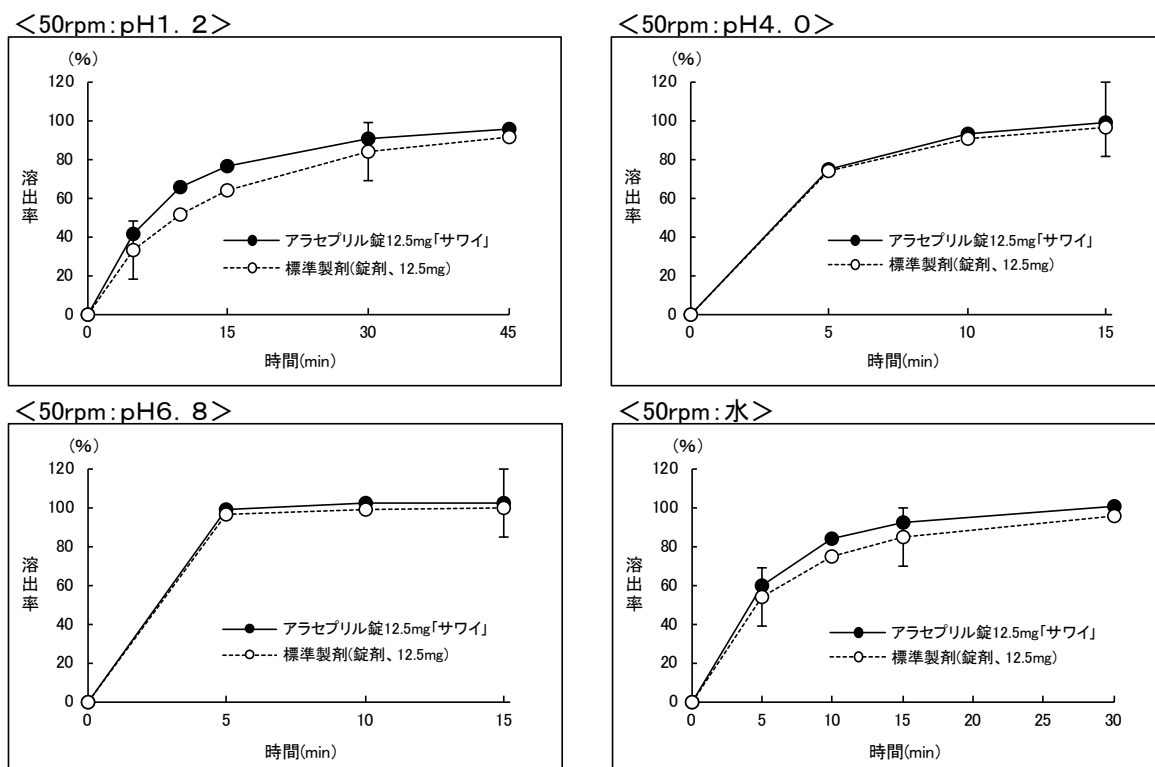 ＜50rpm：pH1．2＞
(%)
120
100
80
60
40
20
0
溶出率
アラセプリル錠12.5mg「サワイ」
標準製剤(錠剤、12.5mg)
0 15 30 45
時間(min)
＜50rpm：pH4．0＞
(%)
120
100
80
60
40
20
0
溶出率
アラセプリル錠12.5mg「サワイ」
標準製剤(錠剤、12.5mg)
0 5 10 15
時間(min)
＜50rpm：pH6．8＞
(%)
120
100
80
60
40
20
0
溶出率
アラセプリル錠12.5mg「サワイ」
標準製剤(錠剤、12.5mg)
0 5 10 15
時間(min)
＜50rpm：水＞
(%)
120
100
80
60
40
20
0
溶出率
アラセプリル錠12.5mg「サワイ」
標準製剤(錠剤、12.5mg)
0 5 10 15 20 25 30
時間(min)